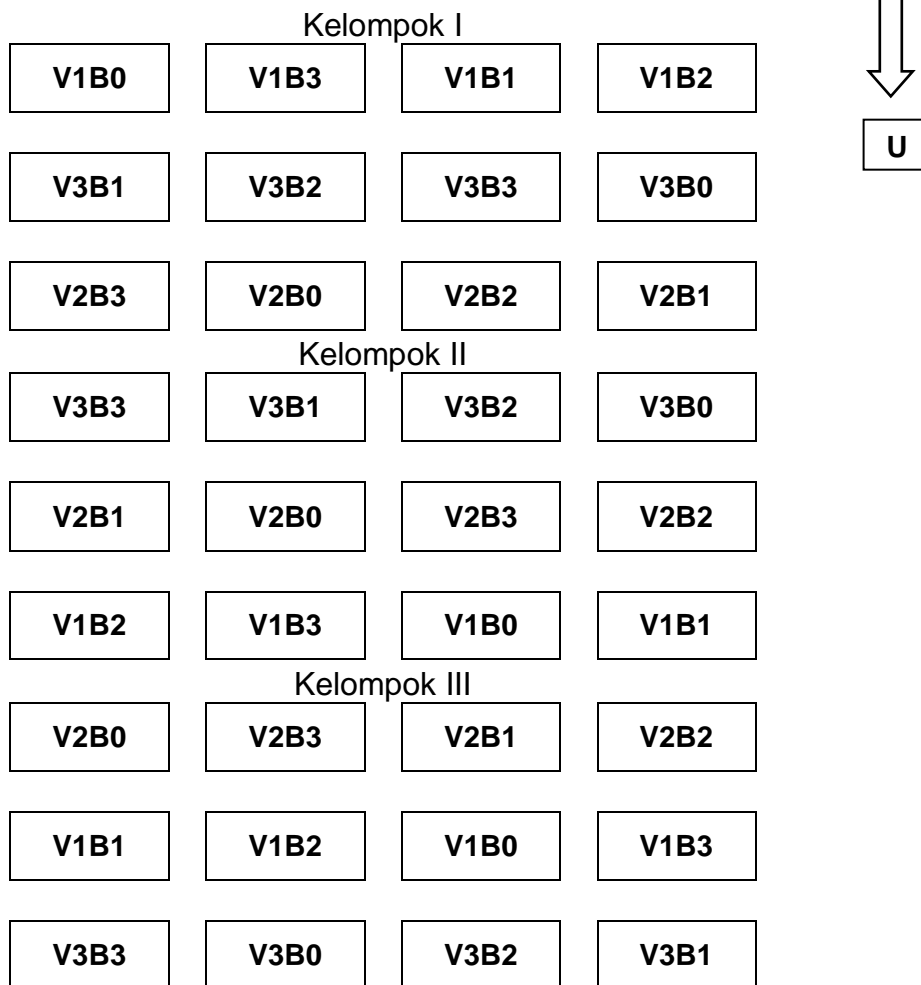 Kelompok I
V1B0 V1B3 V1B1 V1B2
U
V3B1 V3B2 V3B3 V3B0
V2B3 V2B0 V2B2 V2B1
Kelompok II
V3B3 V3B1 V3B2 V3B0
V2B1 V2B0 V2B3 V2B2
V1B2 V1B3 V1B0 V1B1
Kelompok III
V2B0 V2B3 V2B1 V2B2
V1B1 V1B2 V1B0 V1B3
V3B3 V3B0 V3B2 V3B1